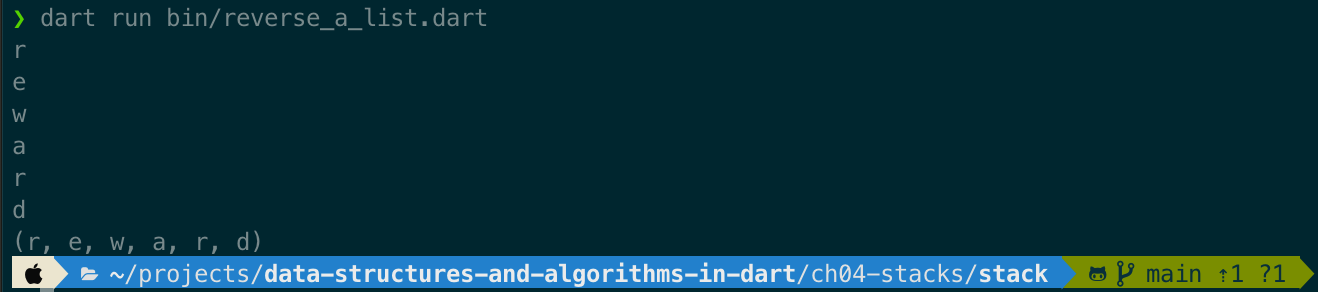 ❯ dart run bin/reverse_a_list.dart
r
e
w
a
r
d
(r, e, w, a, r, d)
~/projects/data-structures-and-algorithms-in-dart/ch04-stacks/stack main ⇡1 ?1